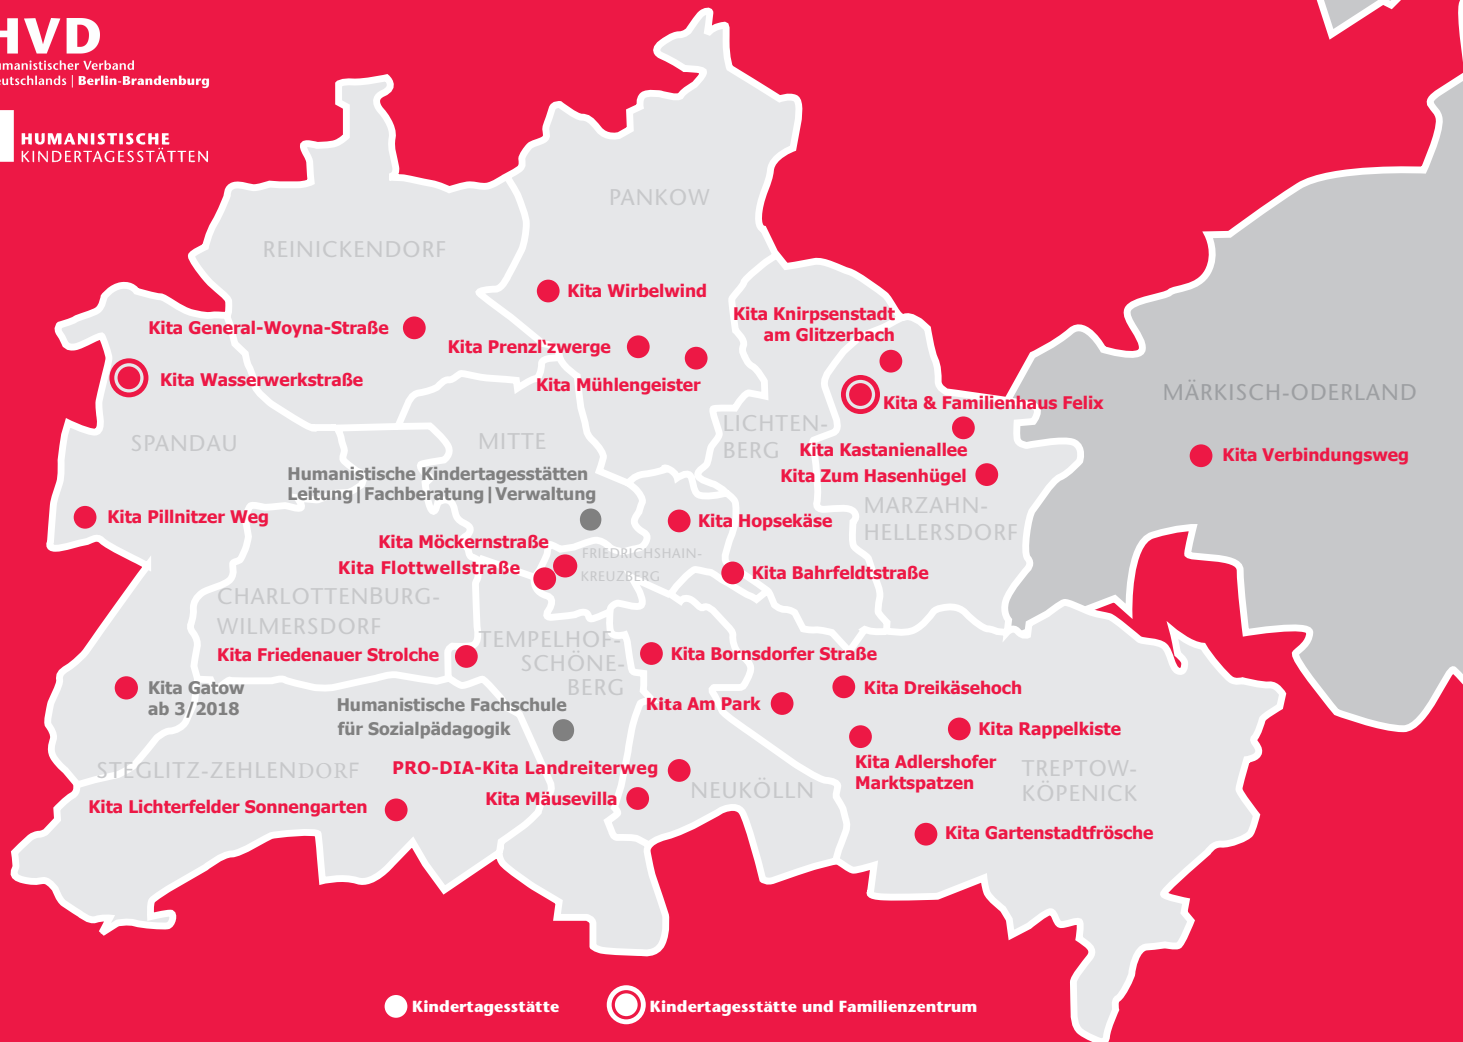 HVD
umanistischer Verband
eutschlands | Berlin-Brandenburg
HUMANISTISCHE
KINDERTAGESSTÄTTEN
PANKOW
REINICKENDORF
Kita Wirbelwind
Kita Knirpsenstadt
am Glitzerbach
Kita General-Woyna-Straße
Kita Prenzl'zwerge
Kita Mühlengeister
Kita Wasserwerkstraße
MÄRKISCH-ODERLAND
Kita & Familienhaus Felix
LICHTEN-
BERG
SPANDAU
MITTE
Kita Kastanienallee
Kita Verbindungsweg
Kita Zum Hasenhügel
Humanistische Kindertagesstätten
Leitung | Fachberatung | Verwaltung
MARZAHN-
HELLERSDORF
Kita Pillnitzer Weg
Kita Hopsekäse
Kita Möckernstraße
FRIEDRICHSHAIN-
KREUZBERG
Kita Flottwellstraße
Kita Bahrfeldtstraße
CHARLOTTENBURG-
WILMERSDORF
TEMPELHOF-
SCHÖNE-
BERG
Kita Friedenauer Strolche
Kita Bornsdorfer Straße
Kita Gatow
ab 3/2018
Kita Dreikäsehoch
Humanistische Fachschule
für Sozialpädagogik
Kita Am Park
Kita Rappelkiste
Kita Adlershofer
Marktspatzen
STEGLITZ-ZEHLENDORF
PRO-DIA-Kita Landreiterweg
TREPTOW-
KÖPENICK
NEUKÖLLN
Kita Mäusevilla
Kita Lichterfelder Sonnengarten
Kita Gartenstadtfrösche
Kindertagesstätte
Kindertagesstätte und Familienzentrum